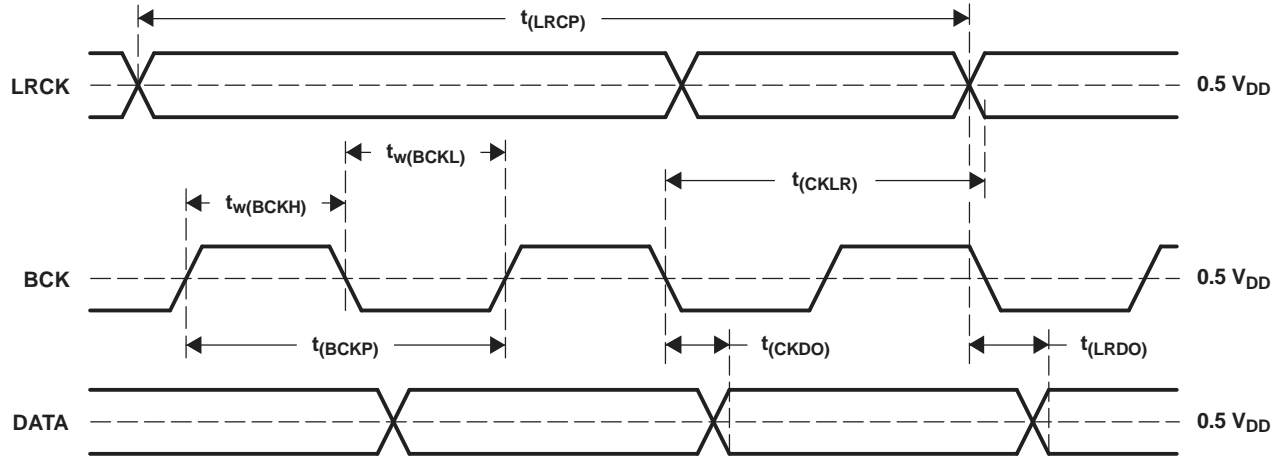 t(LRCP)
LRCK
0.5 VDD
tw(BCKL)
tw(BCKH)
t(CKLR)
BCK
0.5 VDD
t(BCKP)
t(CKDO)
t(LRDO)
DATA
0.5 VDD